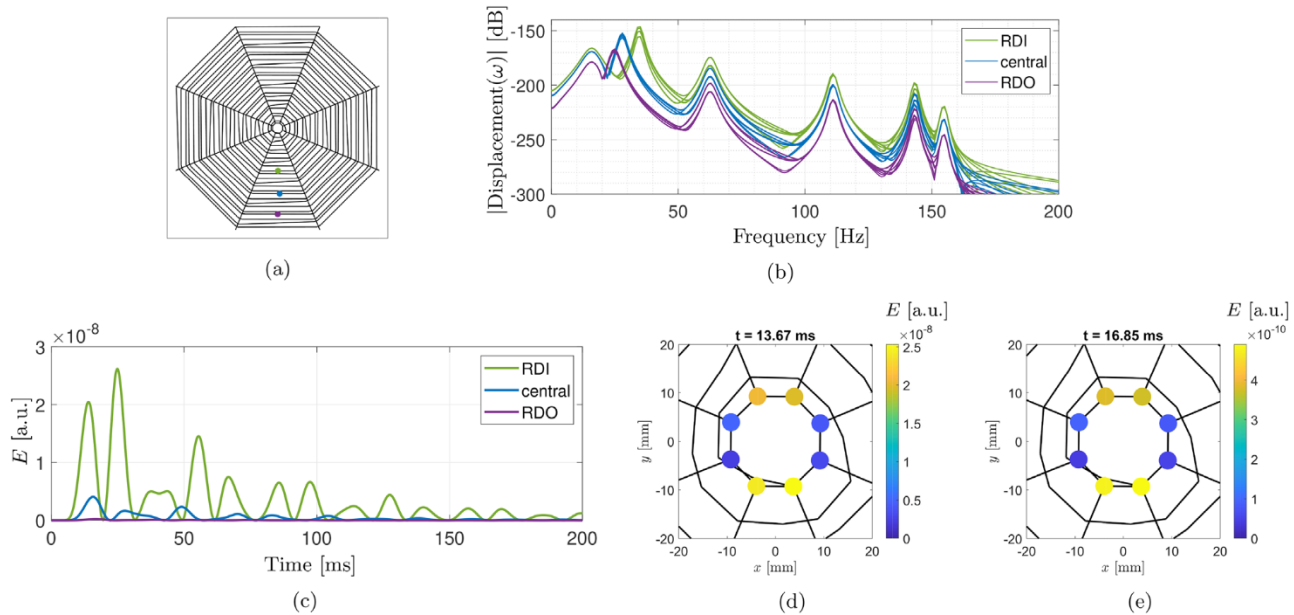 (a)
|Displacement(ω)| [dB]
-150
-200
-250
-300
0
50
100
150
200
Frequency [Hz]
RDI
central
RDO
(b)
×10⁻⁸
E [a.u.]
3
2
1
0
0
50
100
150
200
Time [ms]
RDI
central
RDO
(c)
E [a.u.]
×10⁻⁸
t = 13.67 ms
y [mm]
20
10
0
-10
-20
-20
-10
0
10
20
x [mm]
2.5
2
1.5
1
0.5
0
(d)
E [a.u.]
×10⁻¹⁰
t = 16.85 ms
y [mm]
20
10
0
-10
-20
-20
-10
0
10
20
x [mm]
4
3
2
1
0
(e)